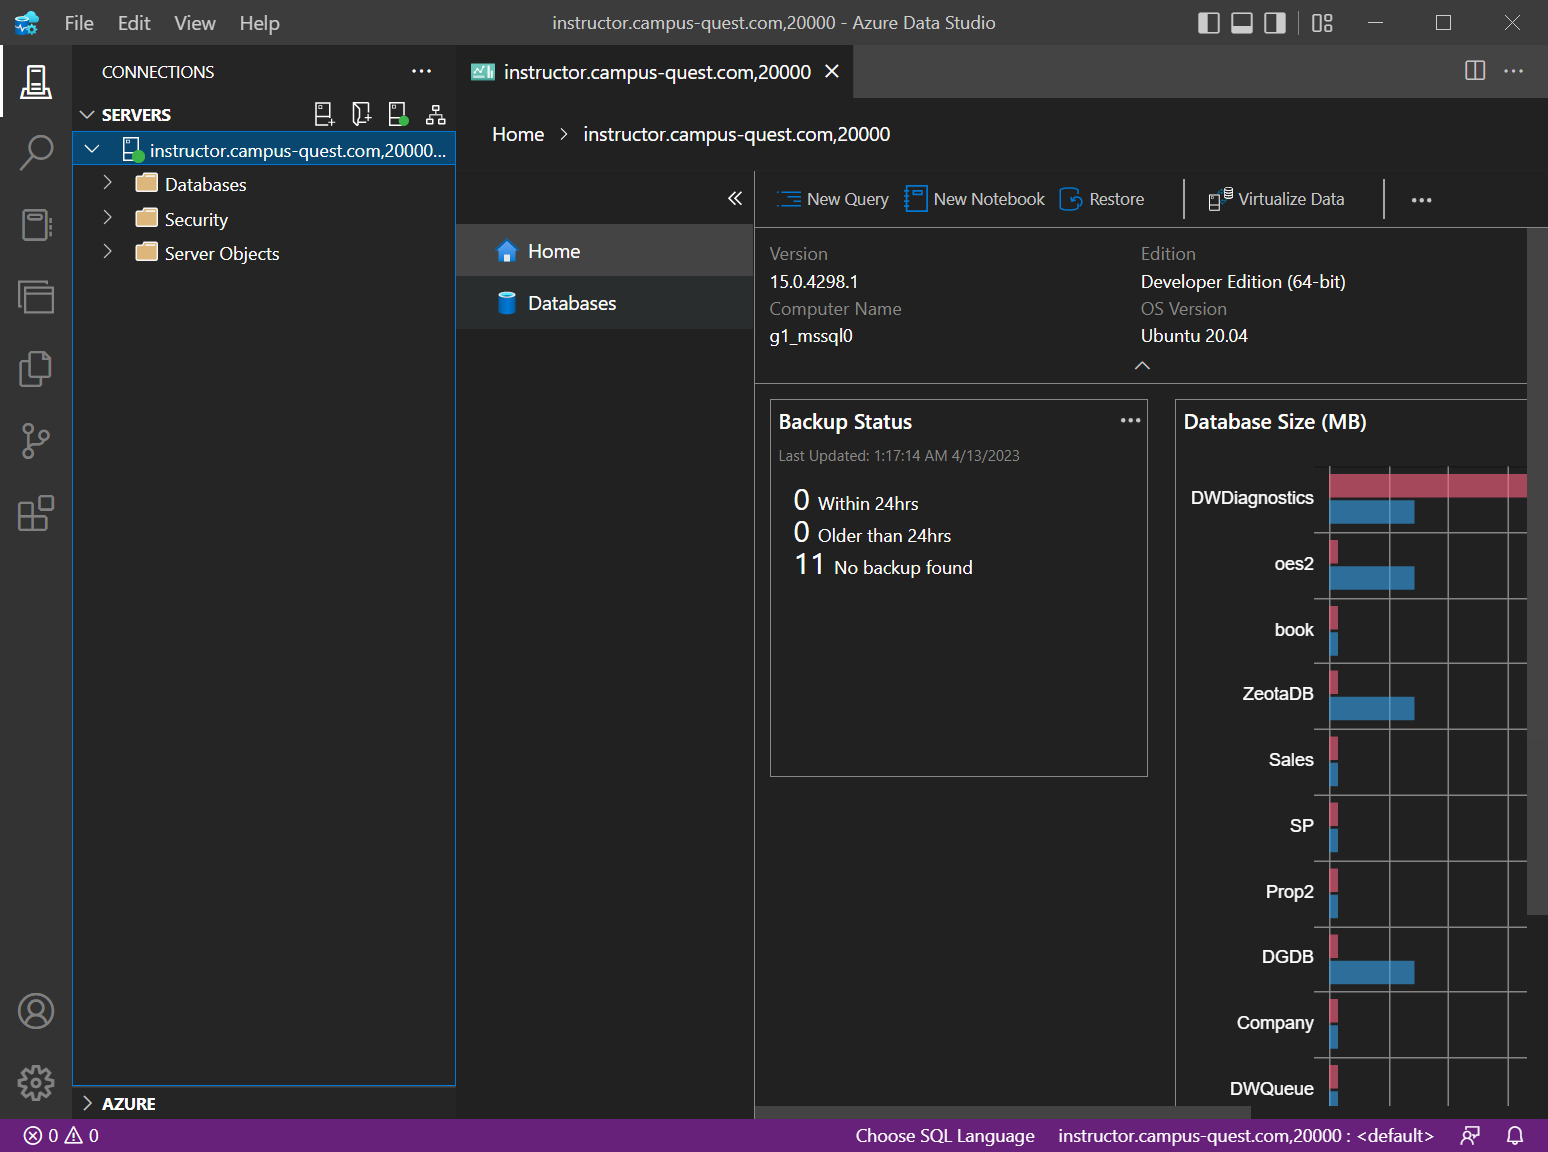 File Edit View Help
instructor.campus-quest.com,20000 - Azure Data Studio
CONNECTIONS
SERVERS
instructor.campus-quest.com,20000...
Databases
Security
Server Objects
AZURE
instructor.campus-quest.com,20000
Home > instructor.campus-quest.com,20000
Home
Databases
New Query New Notebook Restore Virtualize Data
Version
15.0.4298.1
Computer Name
g1_mssql0
Edition
Developer Edition (64-bit)
OS Version
Ubuntu 20.04
Backup Status
Last Updated: 1:17:14 AM 4/13/2023
0 Within 24hrs
0 Older than 24hrs
11 No backup found
Database Size (MB)
DWDiagnostics
oes2
book
ZeotaDB
Sales
SP
Prop2
DGDB
Company
DWQueue
0 0
Choose SQL Language
instructor.campus-quest.com,20000 : <default>